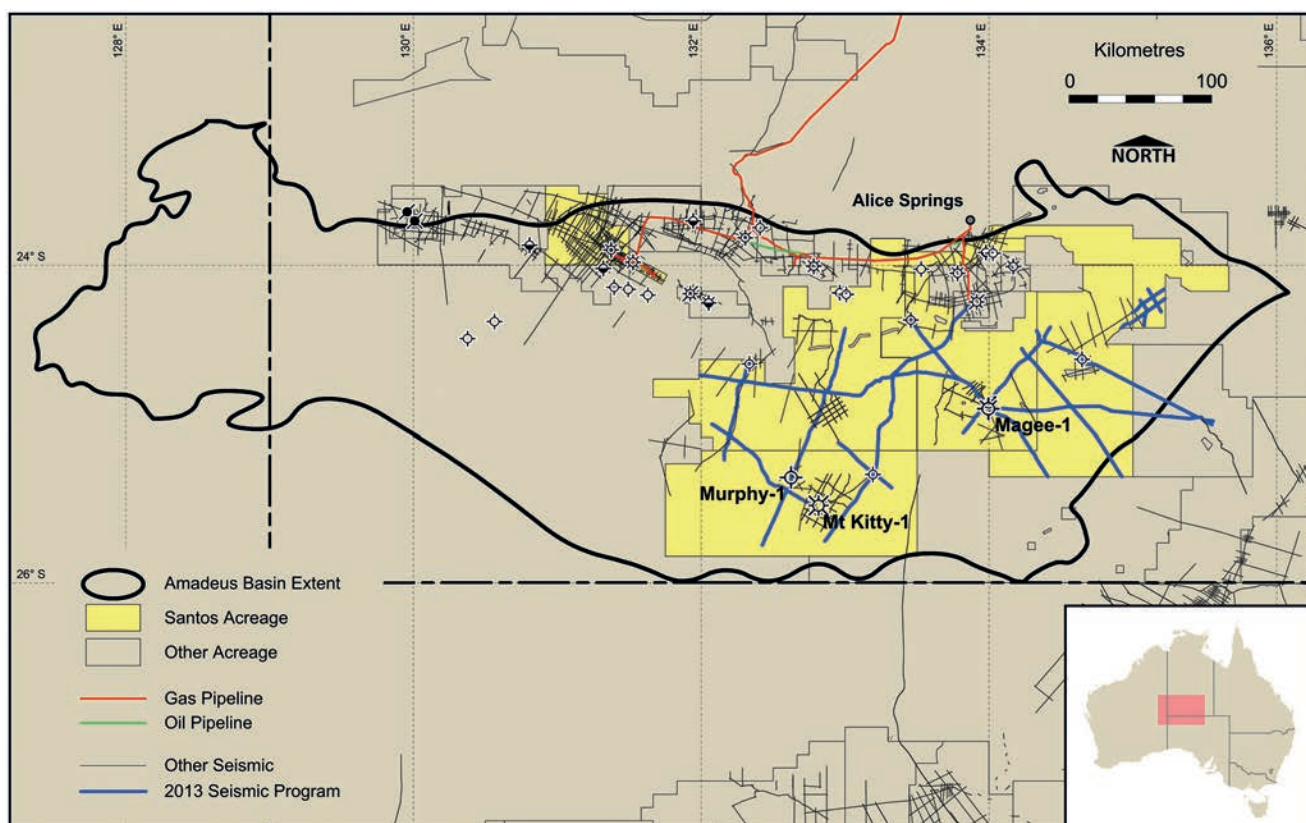 128° E
130° E
132° E
134° E
136° E
Kilometres
0 100
NORTH
Alice Springs
24° S
Magee-1
Murphy-1
Mt Kitty-1
26° S
Amadeus Basin Extent
Santos Acreage
Other Acreage
Gas Pipeline
Oil Pipeline
Other Seismic
2013 Seismic Program